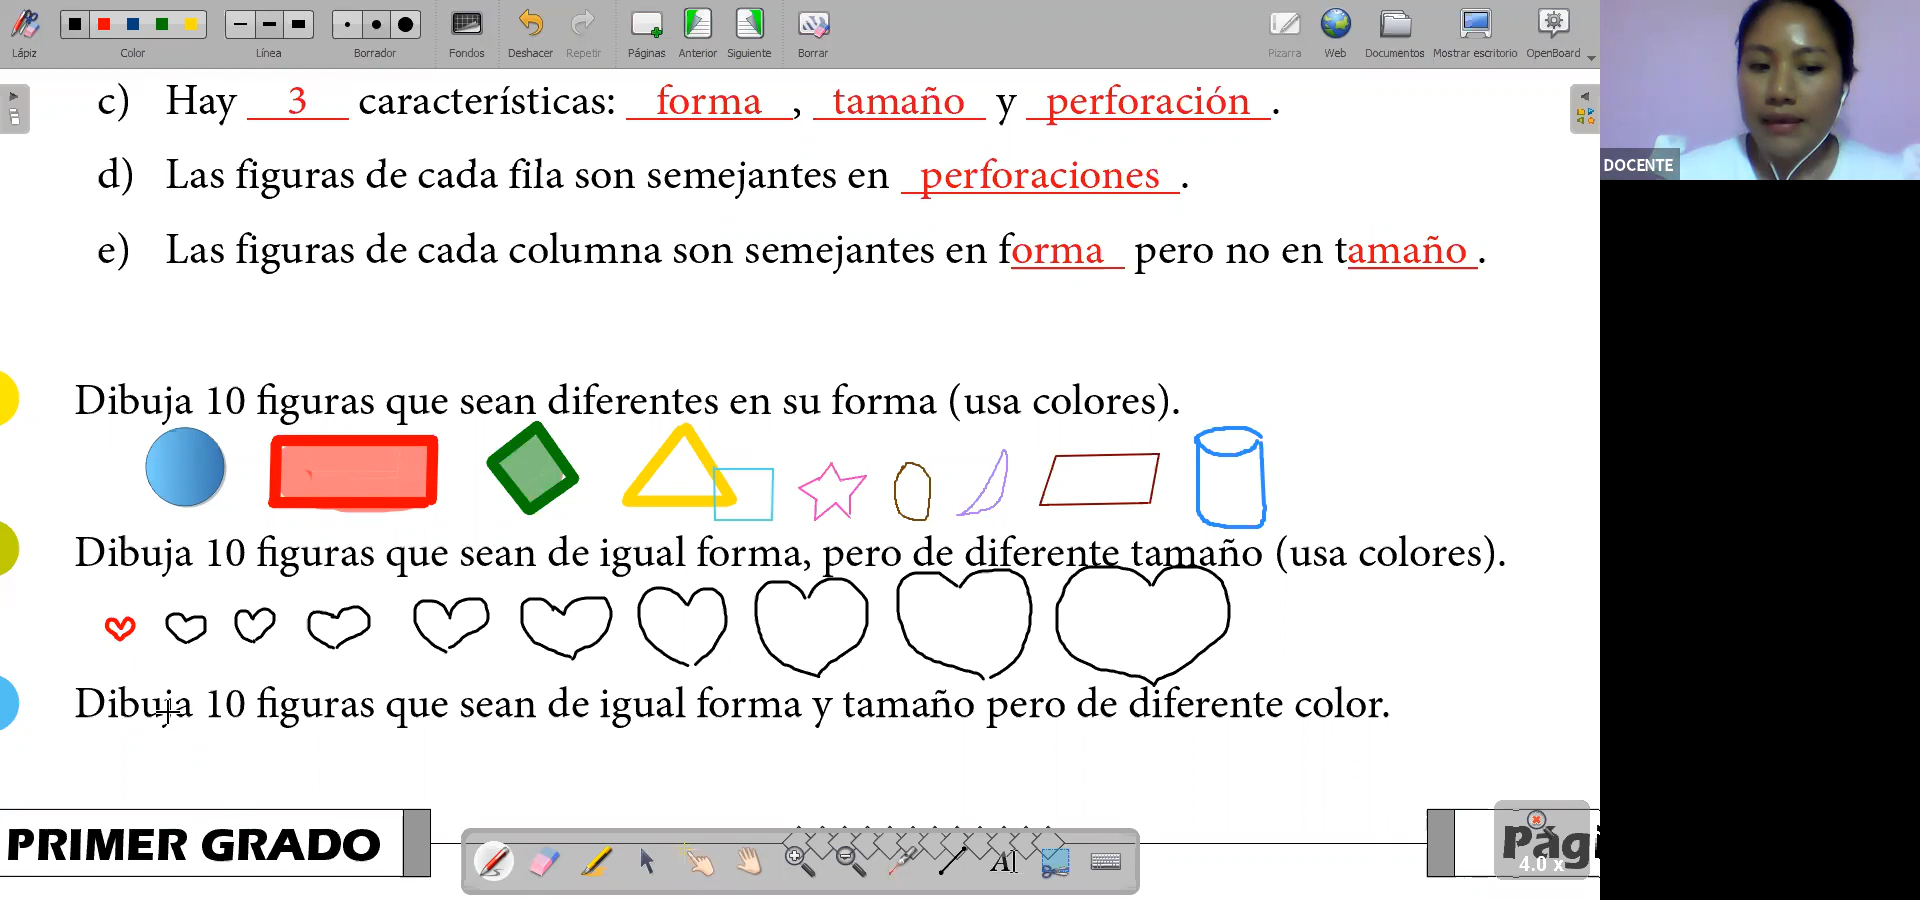 Lápiz Color Línea Borrador Fondos Deshacer Repetir Páginas Anterior Siguiente Borrar Pizarra Web Documentos Mostrar escritorio OpenBoard
c) Hay 3 características: forma, tamaño y perforación.
DOCENTE
d) Las figuras de cada fila son semejantes en perforaciones.
e) Las figuras de cada columna son semejantes en forma pero no en tamaño.
Dibuja 10 figuras que sean diferentes en su forma (usa colores).
Dibuja 10 figuras que sean de igual forma, pero de diferente tamaño (usa colores).
Dibuja 10 figuras que sean de igual forma y tamaño pero de diferente color.
PRIMER GRADO
Pági
4.0 x